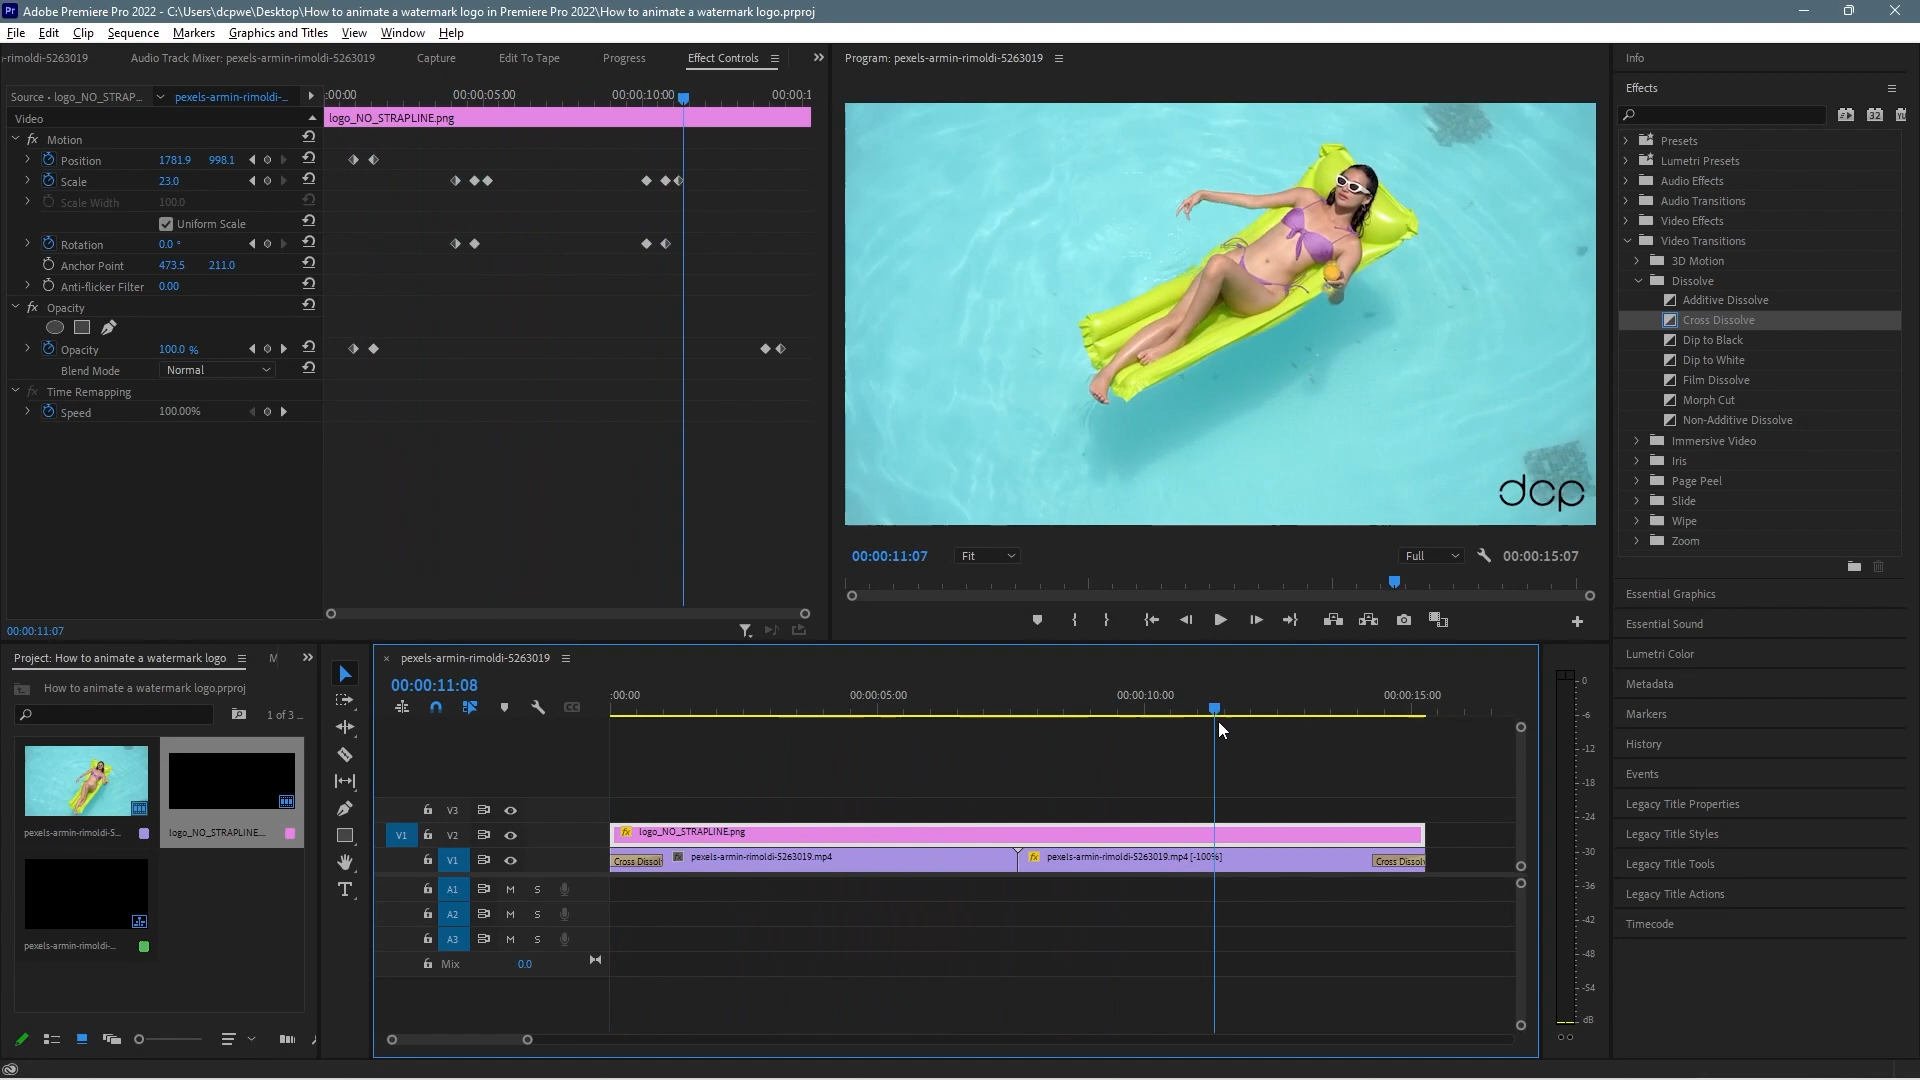 Pr Adobe Premiere Pro 2022 - C:\Users\dcpwe\Desktop\How to animate a watermark logo in Premiere Pro 2022\How to animate a watermark logo.prproj
File Edit Clip Sequence Markers Graphics and Titles View Window Help
-rimoldi-5263019 Audio Track Mixer: pexels-armin-rimoldi-5263019 Capture Edit To Tape Progress Effect Controls
Source • logo_NO_STRAP... pexels-armin-rimoldi-...
:00:00 00:00:05:00 00:00:10:00 00:00:1
Video
logo_NO_STRAPLINE.png
fx Motion
Position 1781.9 998.1
Scale 23.0
Scale Width 100.0
Uniform Scale
Rotation 0.0 °
Anchor Point 473.5 211.0
Anti-flicker Filter 0.00
fx Opacity
Opacity 100.0 %
Blend Mode Normal
fx Time Remapping
Speed 100.00%
00:00:11:07
Program: pexels-armin-rimoldi-5263019
dcp
00:00:11:07 Fit Full 00:00:15:07
Info
Effects
32
Presets
Lumetri Presets
Audio Effects
Audio Transitions
Video Effects
Video Transitions
3D Motion
Dissolve
Additive Dissolve
Cross Dissolve
Dip to Black
Dip to White
Film Dissolve
Morph Cut
Non-Additive Dissolve
Immersive Video
Iris
Page Peel
Slide
Wipe
Zoom
Essential Graphics
Essential Sound
Lumetri Color
Metadata
Markers
History
Events
Legacy Title Properties
Legacy Title Styles
Legacy Title Tools
Legacy Title Actions
Timecode
Project: How to animate a watermark logo M
How to animate a watermark logo.prproj
1 of 3 ...
pexels-armin-rimoldi-5... logo_NO_STRAPLINE....
pexels-armin-rimoldi-...
pexels-armin-rimoldi-5263019
00:00:11:08
:00:00 00:00:05:00 00:00:10:00 00:00:15:00
V3
V1 V2 fx logo_NO_STRAPLINE.png
V1 Cross Dissol fx pexels-armin-rimoldi-5263019.mp4 fx pexels-armin-rimoldi-5263019.mp4 [-100%] Cross Dissolv
A1 M S
A2 M S
A3 M S
Mix 0.0
0
-6
-12
-18
-24
-30
-36
-42
-48
-54
dB